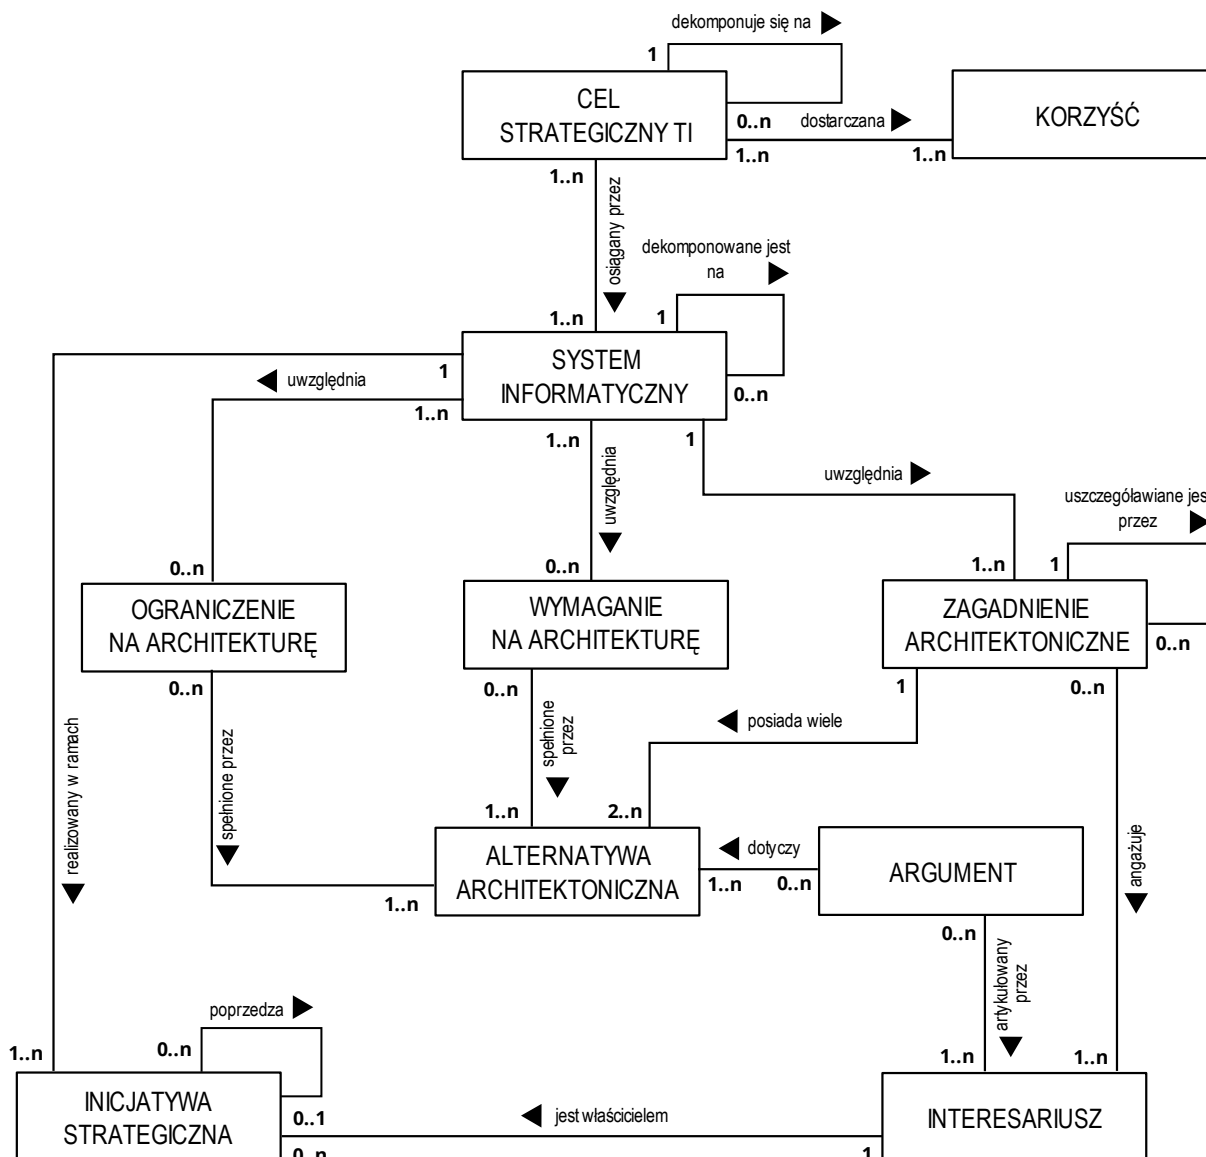 dekomponuje się na
1
CEL
STRATEGICZNY TI
KORZYŚĆ
0..n
dostarczana
1..n
1..n
1..n
osiągany przez
dekomponowane jest
na
1..n
1
SYSTEM
INFORMATYCZNY
1
uwzględnia
0..n
1..n
1..n
1
uwzględnia
uwzględnia
uszczegóławiane jes
przez
0..n
0..n
1..n
1
OGRANICZENIE
NA ARCHITEKTURĘ
WYMAGANIE
NA ARCHITEKTURĘ
ZAGADNIENIE
ARCHITEKTONICZNE
0..n
0..n
0..n
1
0..n
realizowany w ramach
spełnione przez
spełnione
przez
posiada wiele
1..n
2..n
ALTERNATYWA
ARCHITEKTONICZNA
dotyczy
ARGUMENT
angażuje
1..n
1..n
0..n
0..n
artykułowany
przez
poprzedza
1..n
0..n
1..n
1..n
INICJATYWA
STRATEGICZNA
0..1
jest właścicielem
INTERESARIUSZ
0..n
1